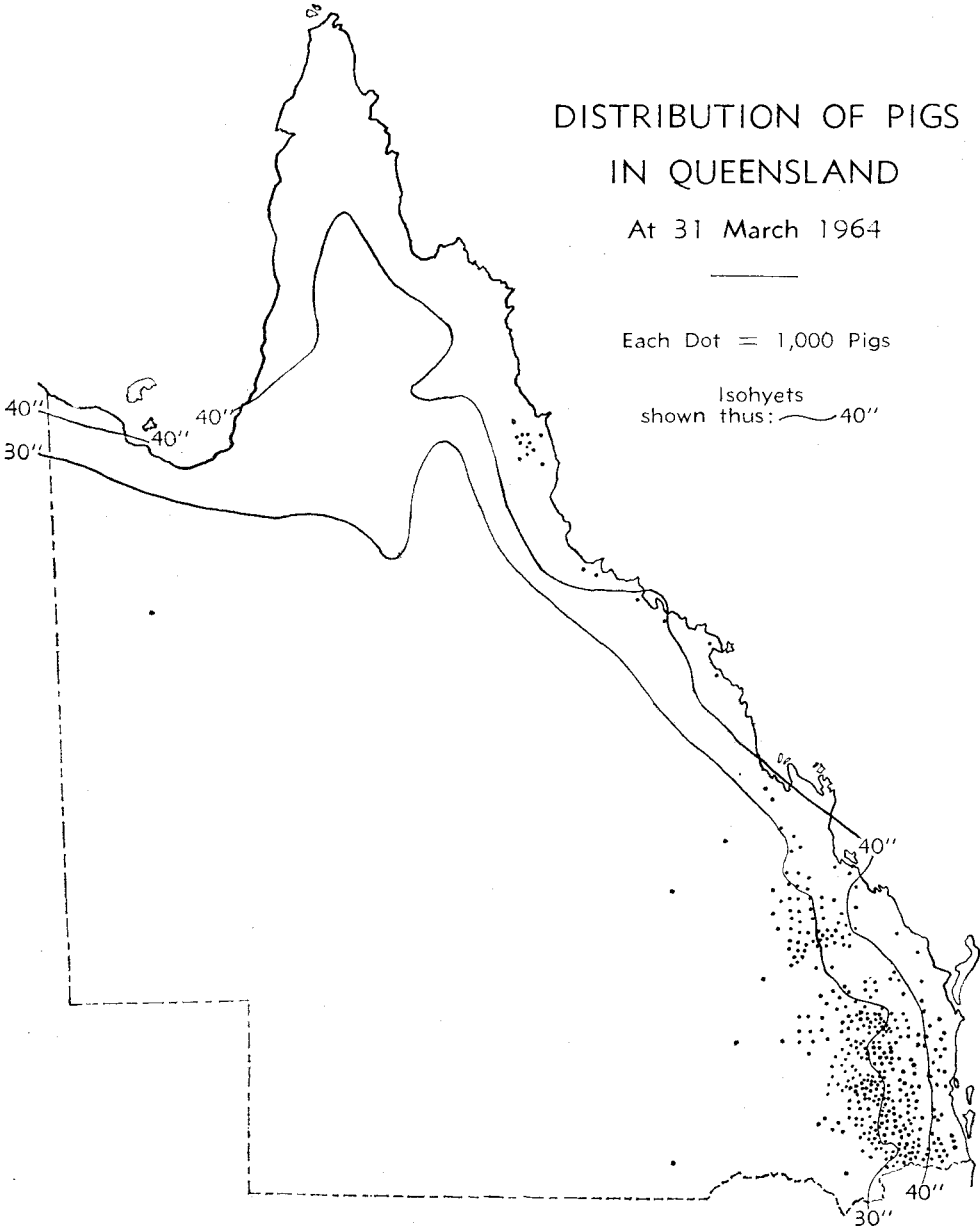 DISTRIBUTION OF PIGS
IN QUEENSLAND
At 31 March 1964
Each Dot = 1,000 Pigs
Isohyets
shown thus: 40"
40"
40"
40"
30"
40"
40"
30"